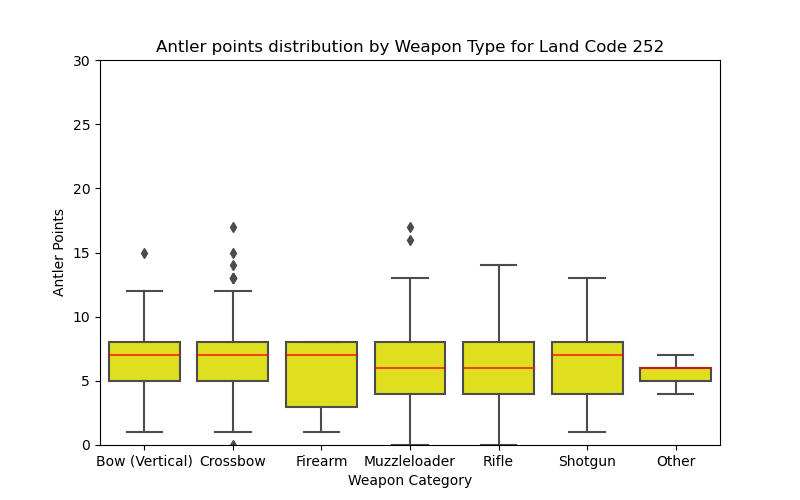 Antler points distribution by Weapon Type for Land Code 252
30
25
20
15
10
5
0
Antler Points
Bow (Vertical) Crossbow Firearm Muzzleloader Rifle Shotgun Other
Weapon Category